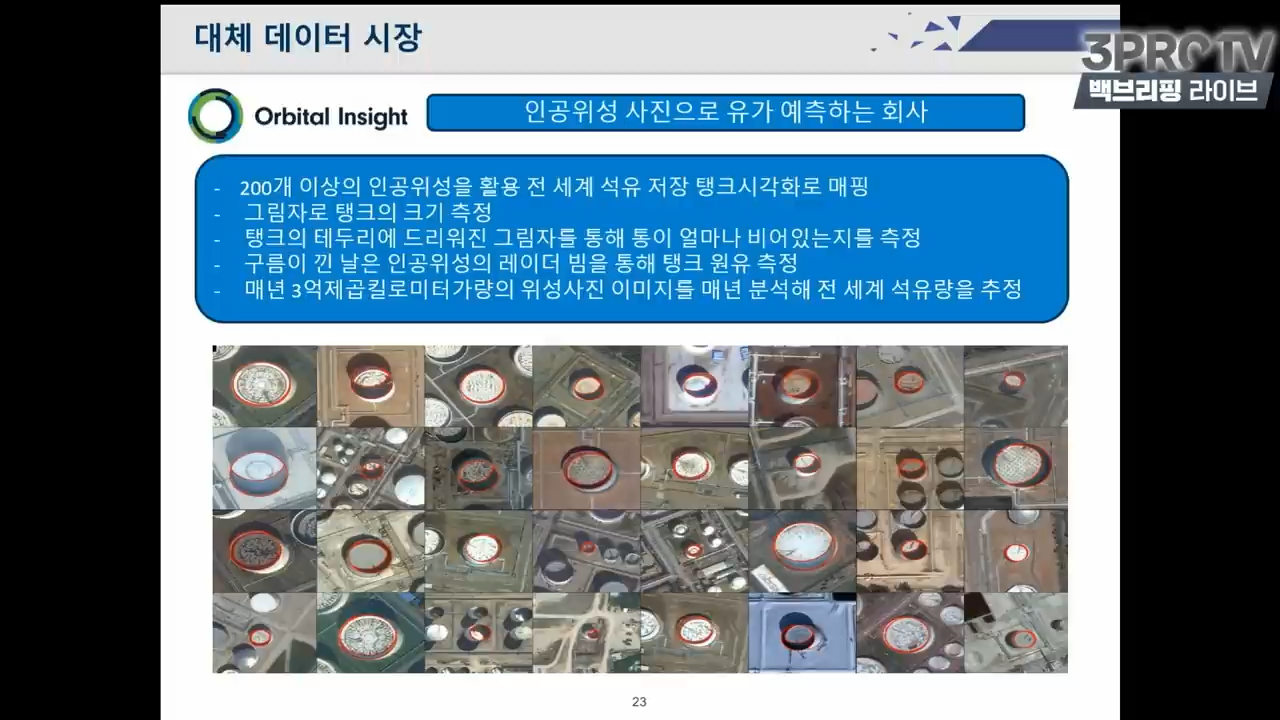 대체 데이터 시장
3PROTV
백브리핑 라이브
Orbital Insight
인공위성 사진으로 유가 예측하는 회사
- 200개 이상의 인공위성을 활용 전 세계 석유 저장 탱크시각화로 매핑
- 그림자로 탱크의 크기 측정
- 탱크의 테두리에 드리워진 그림자를 통해 통이 얼마나 비어있는지를 측정
- 구름이 낀 날은 인공위성의 레이더 빔을 통해 탱크 원유 측정
- 매년 3억제곱킬로미터가량의 위성사진 이미지를 매년 분석해 전 세계 석유량을 추정
23